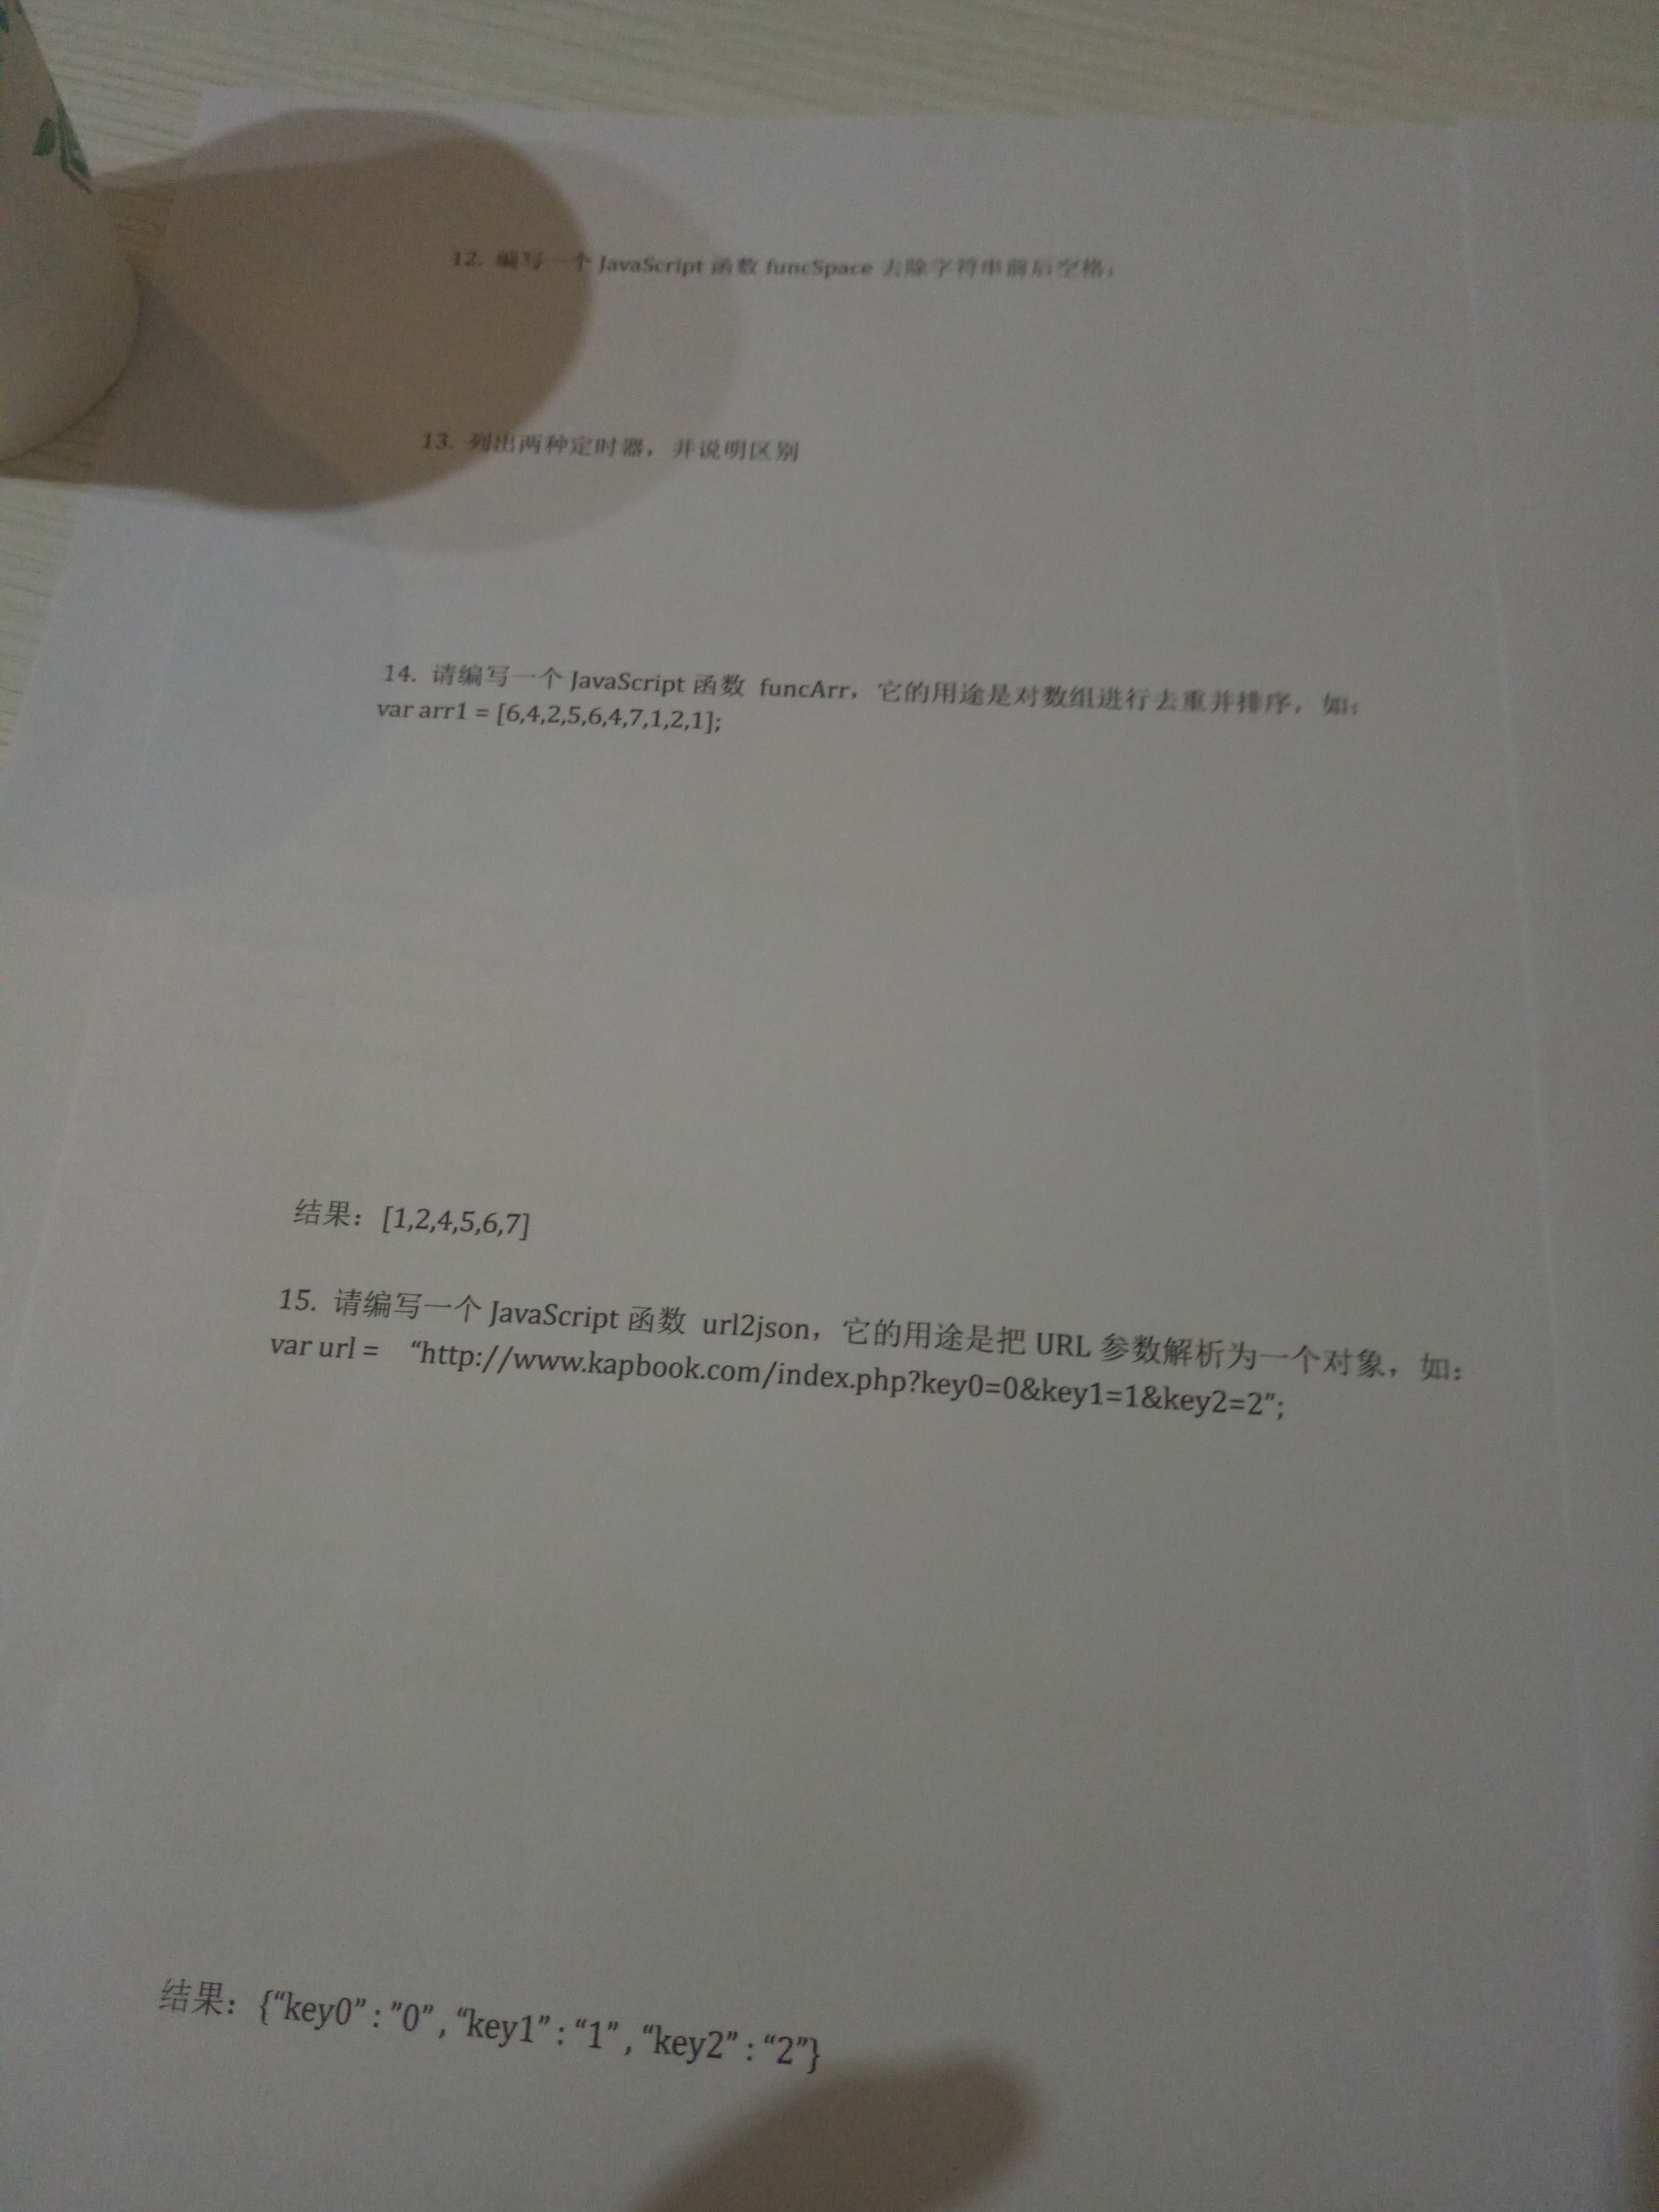 12. 编写一个 JavaScript 函数 funcSpace 去除字符串前后空格；
13. 列出两种定时器，并说明区别
14. 请编写一个 JavaScript 函数 funcArr，它的用途是对数组进行去重并排序，如：
var arr1 = [6,4,2,5,6,4,7,1,2,1];
结果：[1,2,4,5,6,7]
15. 请编写一个 JavaScript 函数 url2json，它的用途是把 URL 参数解析为一个对象，如：
var url = “http://www.kapbook.com/index.php?key0=0&key1=1&key2=2”;
结果：{“key0” : ”0” , “key1” : “1” , “key2” : “2”}